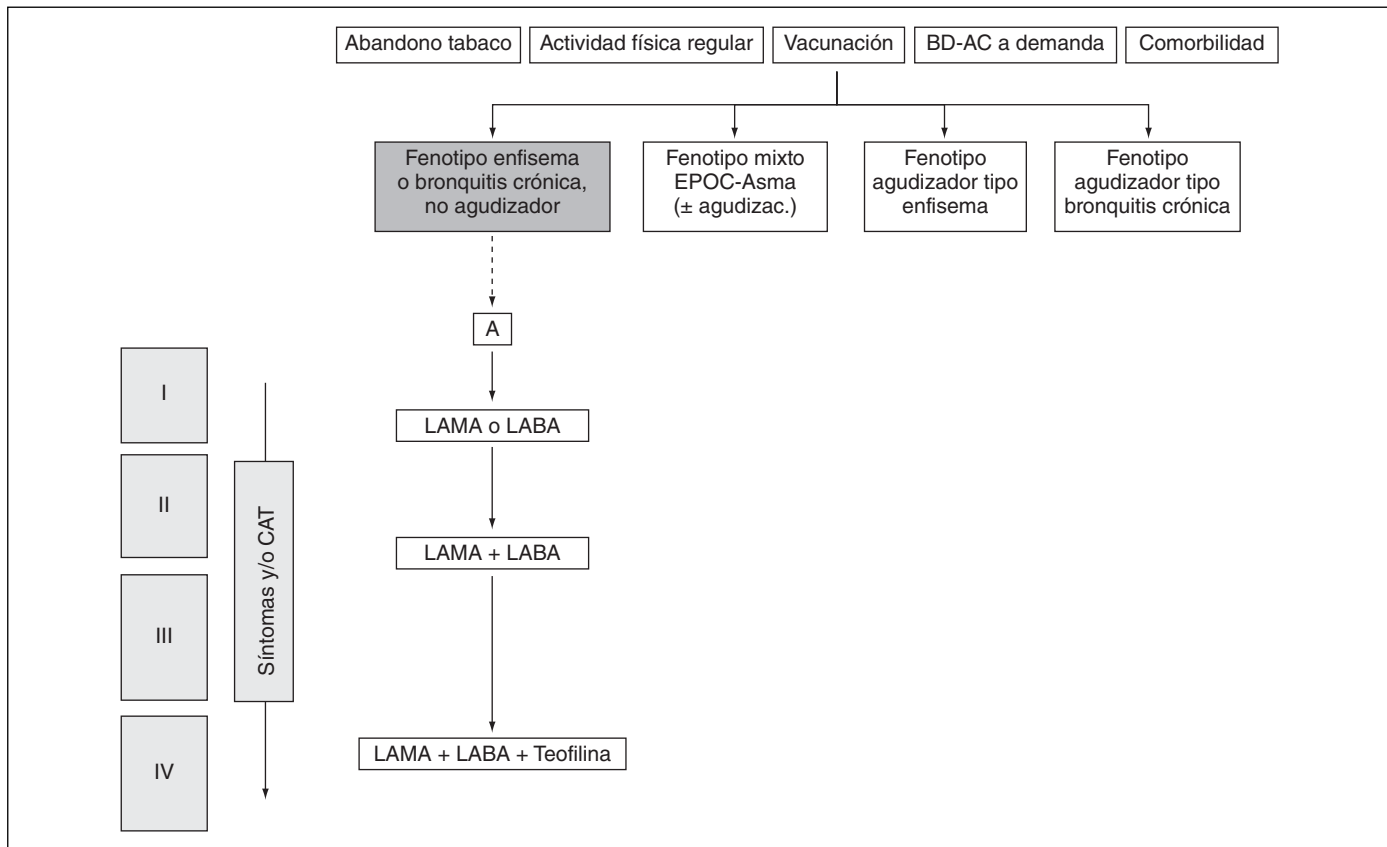 Abandono tabaco
Actividad física regular
Vacunación
BD-AC a demanda
Comorbilidad
Fenotipo enfisema
o bronquitis crónica,
no agudizador
Fenotipo mixto
EPOC-Asma
(± agudizac.)
Fenotipo
agudizador tipo
enfisema
Fenotipo
agudizador tipo
bronquitis crónica
A
I
LAMA o LABA
II
Síntomas y/o CAT
LAMA + LABA
III
LAMA + LABA + Teofilina
IV